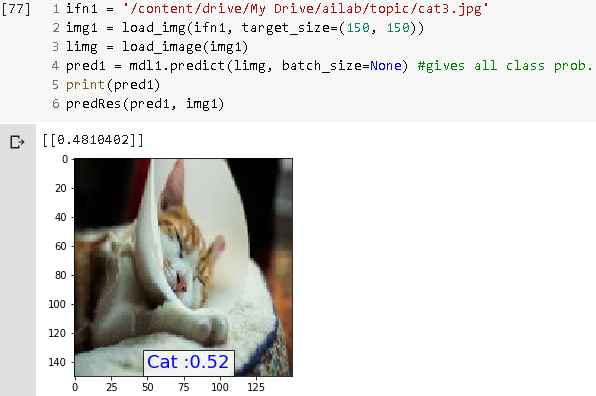 [77]
1 ifn1 = '/content/drive/My Drive/ailab/topic/cat3.jpg'
2 img1 = load_img(ifn1, target_size=(150, 150))
3 limg = load_image(img1)
4 pred1 = mdl1.predict(limg, batch_size=None) #gives all class prob.
5 print(pred1)
6 predRes(pred1, img1)
[[0.4810402]]
0
20
40
60
80
100
120
140
Cat :0.52
0 25 50 75 100 125